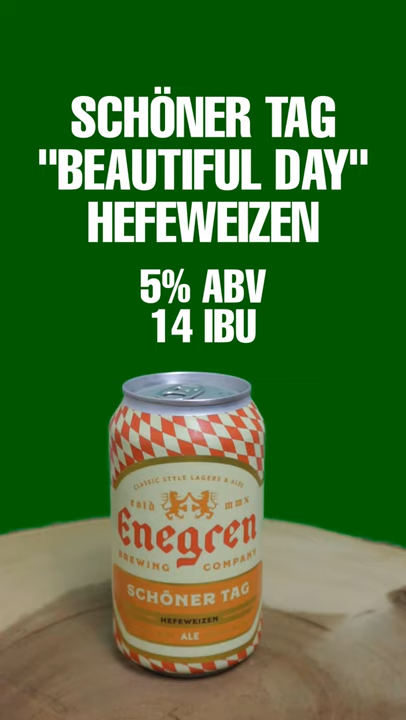 SCHÖNER TAG
"BEAUTIFUL DAY"
HEFEWEIZEN
5% ABV
14 IBU
CLASSIC STYLE LAGERS & ALES
estd mmx
Enegren
BREWING COMPANY
SCHÖNER TAG
HEFEWEIZEN
ALE